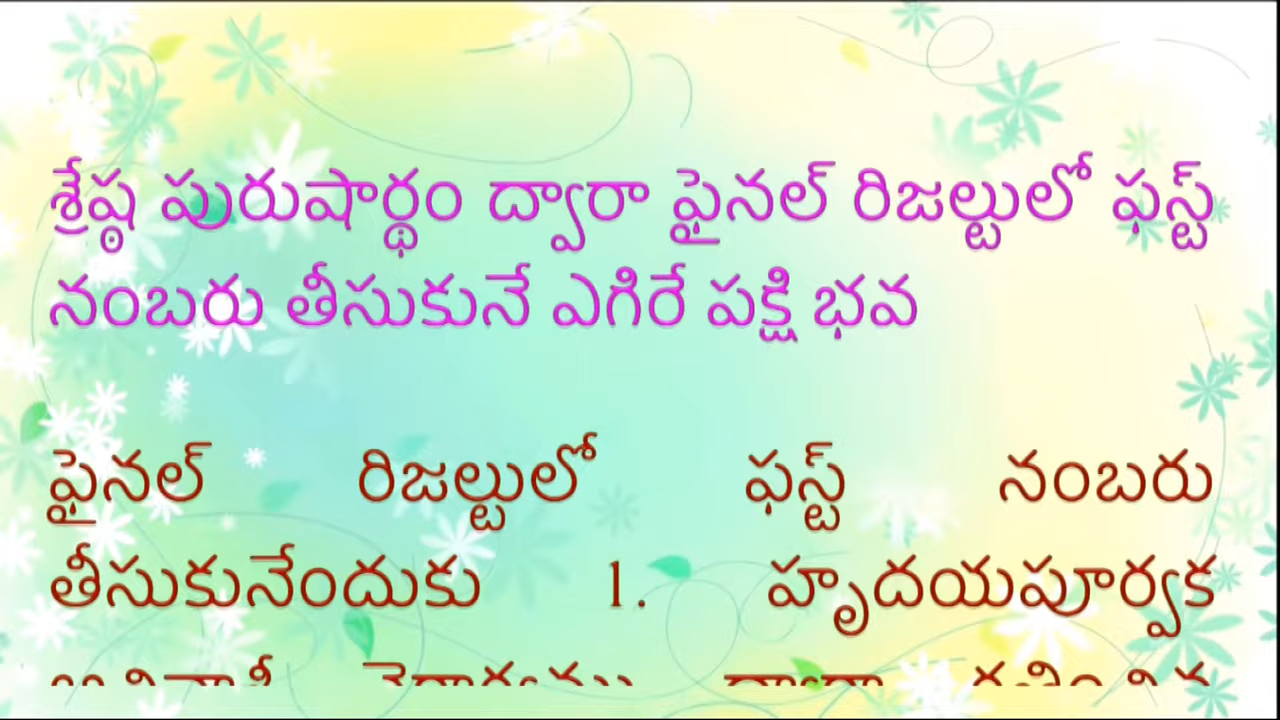 శ్రేష్ఠ పురుషార్థం ద్వారా ఫైనల్ రిజల్టులో ఫస్ట్
నంబరు తీసుకునే ఎగిరే పక్షి భవ
ఫైనల్ రిజల్టులో ఫస్ట్ నంబరు
తీసుకునేందుకు 1. హృదయపూర్వక